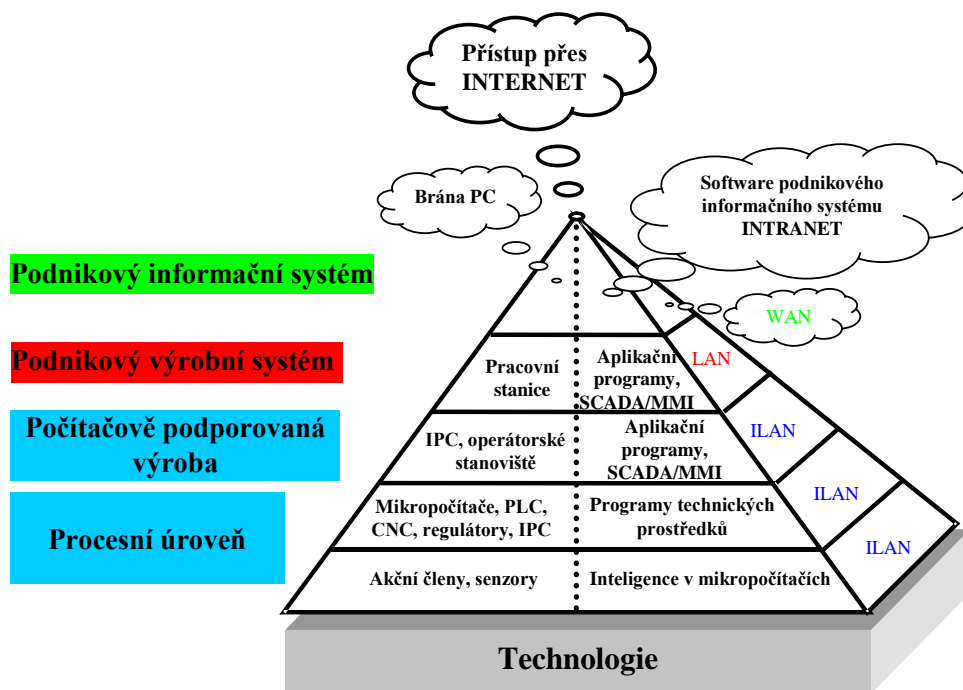 Přístup přes
INTERNET
Brána PC
Software podnikového
informačního systému
INTRANET
Podnikový informační systém
WAN
Podnikový výrobní systém
Pracovní
stanice
Aplikační
programy,
SCADA/MMI
LAN
Počítačově podporovaná
výroba
IPC, operátorské
stanoviště
Aplikační
programy,
SCADA/MMI
ILAN
Procesní úroveň
Mikropočítače, PLC,
CNC, regulátory, IPC
Programy technických
prostředků
ILAN
Akční členy, senzory
Inteligence v mikropočítačích
ILAN
Technologie